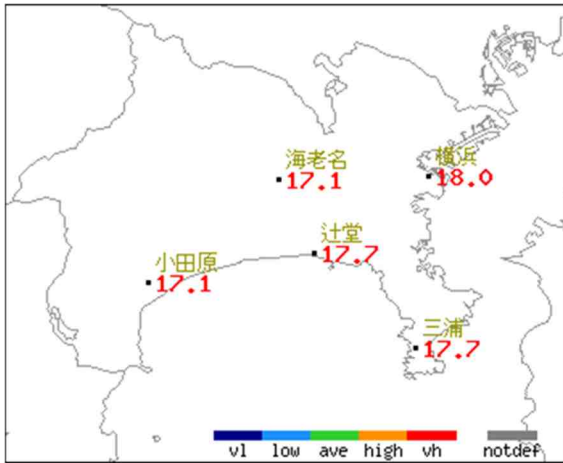 海老名
17.1
横浜
18.0
辻堂
17.7
小田原
17.1
三浦
17.7
vl low ave high vh notdef